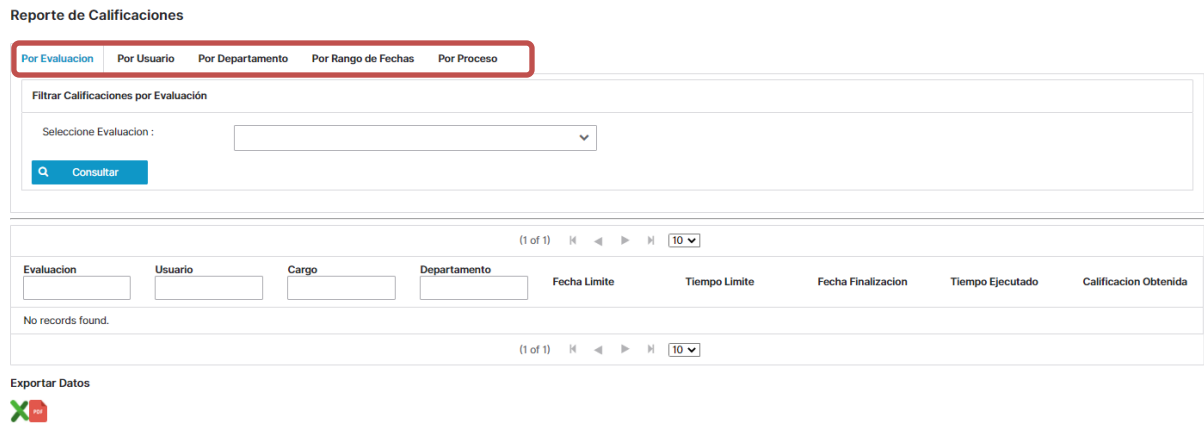 Reporte de Calificaciones
Por Evaluacion Por Usuario Por Departamento Por Rango de Fechas Por Proceso
Filtrar Calificaciones por Evaluación
Seleccione Evaluacion :
Consultar
(1 of 1) 10
Evaluacion Usuario Cargo Departamento Fecha Limite Tiempo Limite Fecha Finalizacion Tiempo Ejecutado Calificacion Obtenida
No records found.
(1 of 1) 10
Exportar Datos
PDF